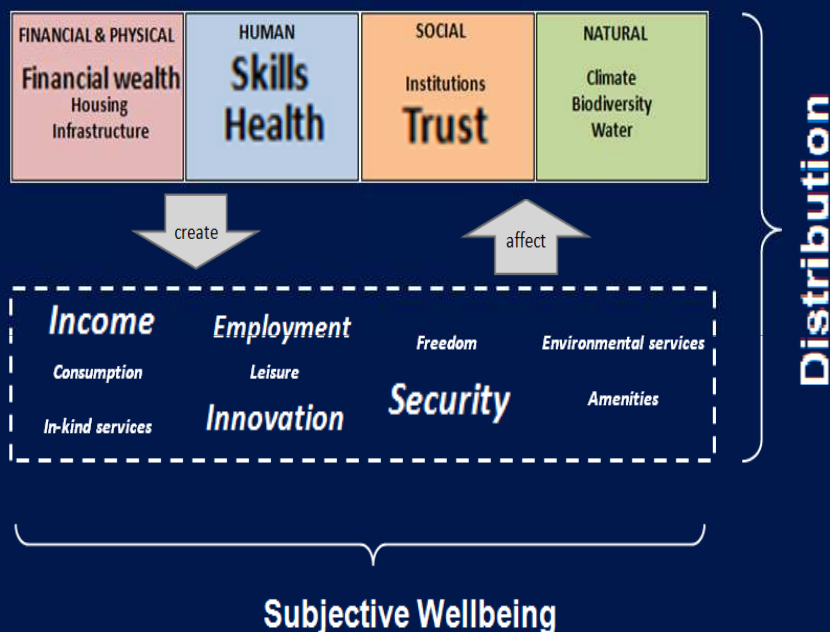 FINANCIAL & PHYSICAL
Financial wealth
Housing
Infrastructure
HUMAN
Skills
Health
SOCIAL
Institutions
Trust
NATURAL
Climate
Biodiversity
Water
create
affect
Income
Consumption
In-kind services
Employment
Leisure
Innovation
Freedom
Security
Environmental services
Amenities
Distribution
Subjective Wellbeing